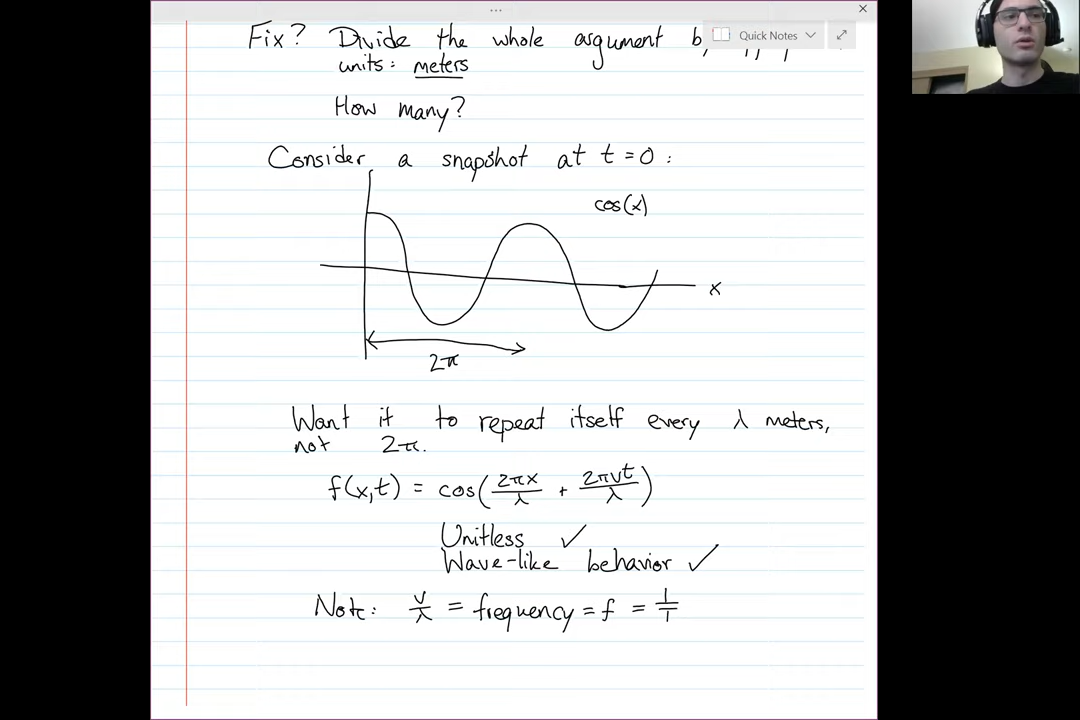 Fix? Divide the whole argument
Quick Notes
units: meters
How many?
Consider a snapshot at t = 0 :
cos(x)
x
2π
Want it to repeat itself every λ meters,
not 2π.
f(x,t) = cos(2πx/λ + 2πvt/λ)
Unitless ✓
Wave-like behavior ✓
Note: v/λ = frequency = f = 1/T